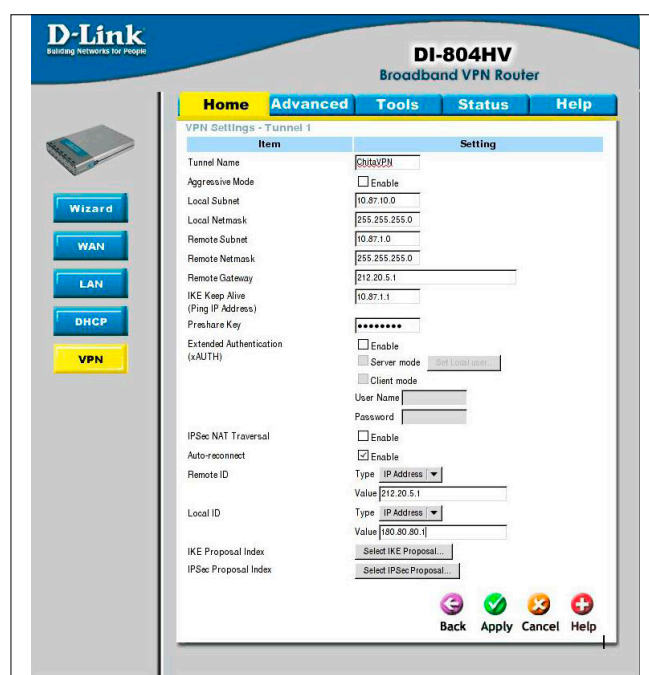 D-Link
Building Networks for People
DI-804HV
Broadband VPN Router
Home Advanced Tools Status Help
Wizard
WAN
LAN
DHCP
VPN
VPN Settings - Tunnel 1
Item Setting
Tunnel Name ChitaVPN
Aggressive Mode Enable
Local Subnet 10.87.10.0
Local Netmask 255.255.255.0
Remote Subnet 10.87.1.0
Remote Netmask 255.255.255.0
Remote Gateway 212.20.5.1
IKE Keep Alive 10.87.1.1
(Ping IP Address)
Preshare Key ••••••••
Extended Authentication Enable
(xAUTH) Server mode Set Local user...
Client mode
User Name
Password
IPSec NAT Traversal Enable
Auto-reconnect Enable
Remote ID Type IP Address
Value 212.20.5.1
Local ID Type IP Address
Value 180.80.80.1
IKE Proposal Index Select IKE Proposal...
IPSec Proposal Index Select IPSec Proposal...
Back Apply Cancel Help